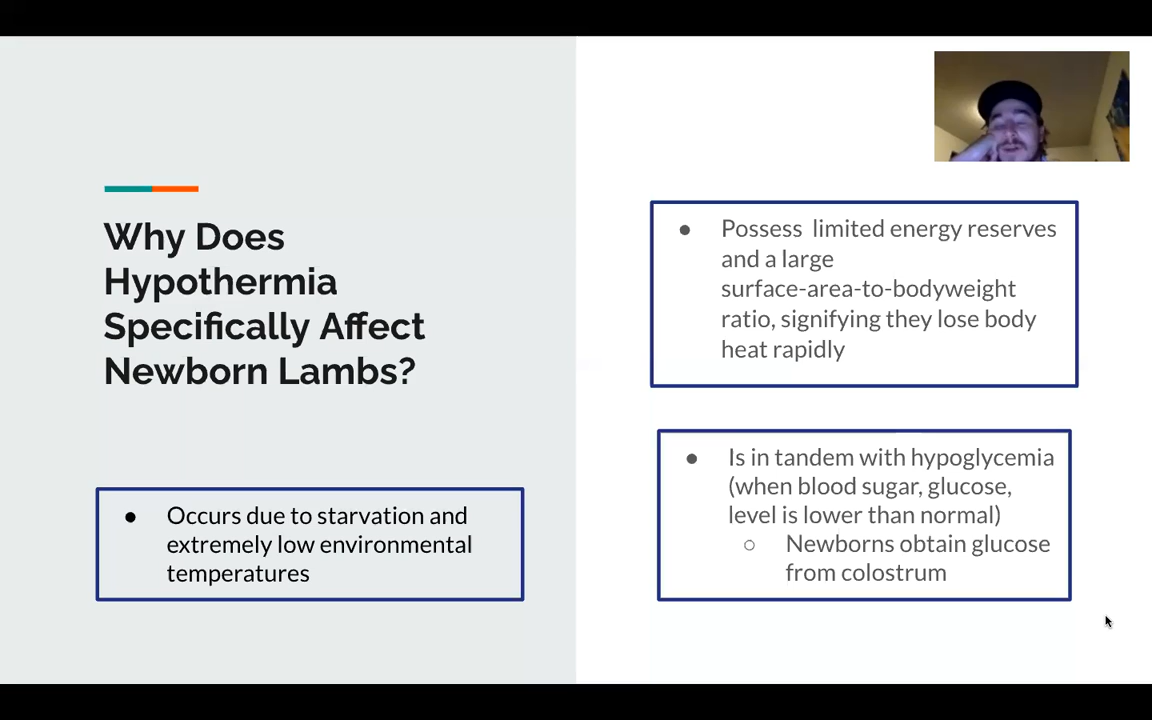 Why Does
Hypothermia
Specifically Affect
Newborn Lambs?
● Occurs due to starvation and
extremely low environmental
temperatures
● Possess limited energy reserves
and a large
surface-area-to-bodyweight
ratio, signifying they lose body
heat rapidly
● Is in tandem with hypoglycemia
(when blood sugar, glucose,
level is lower than normal)
○ Newborns obtain glucose
from colostrum